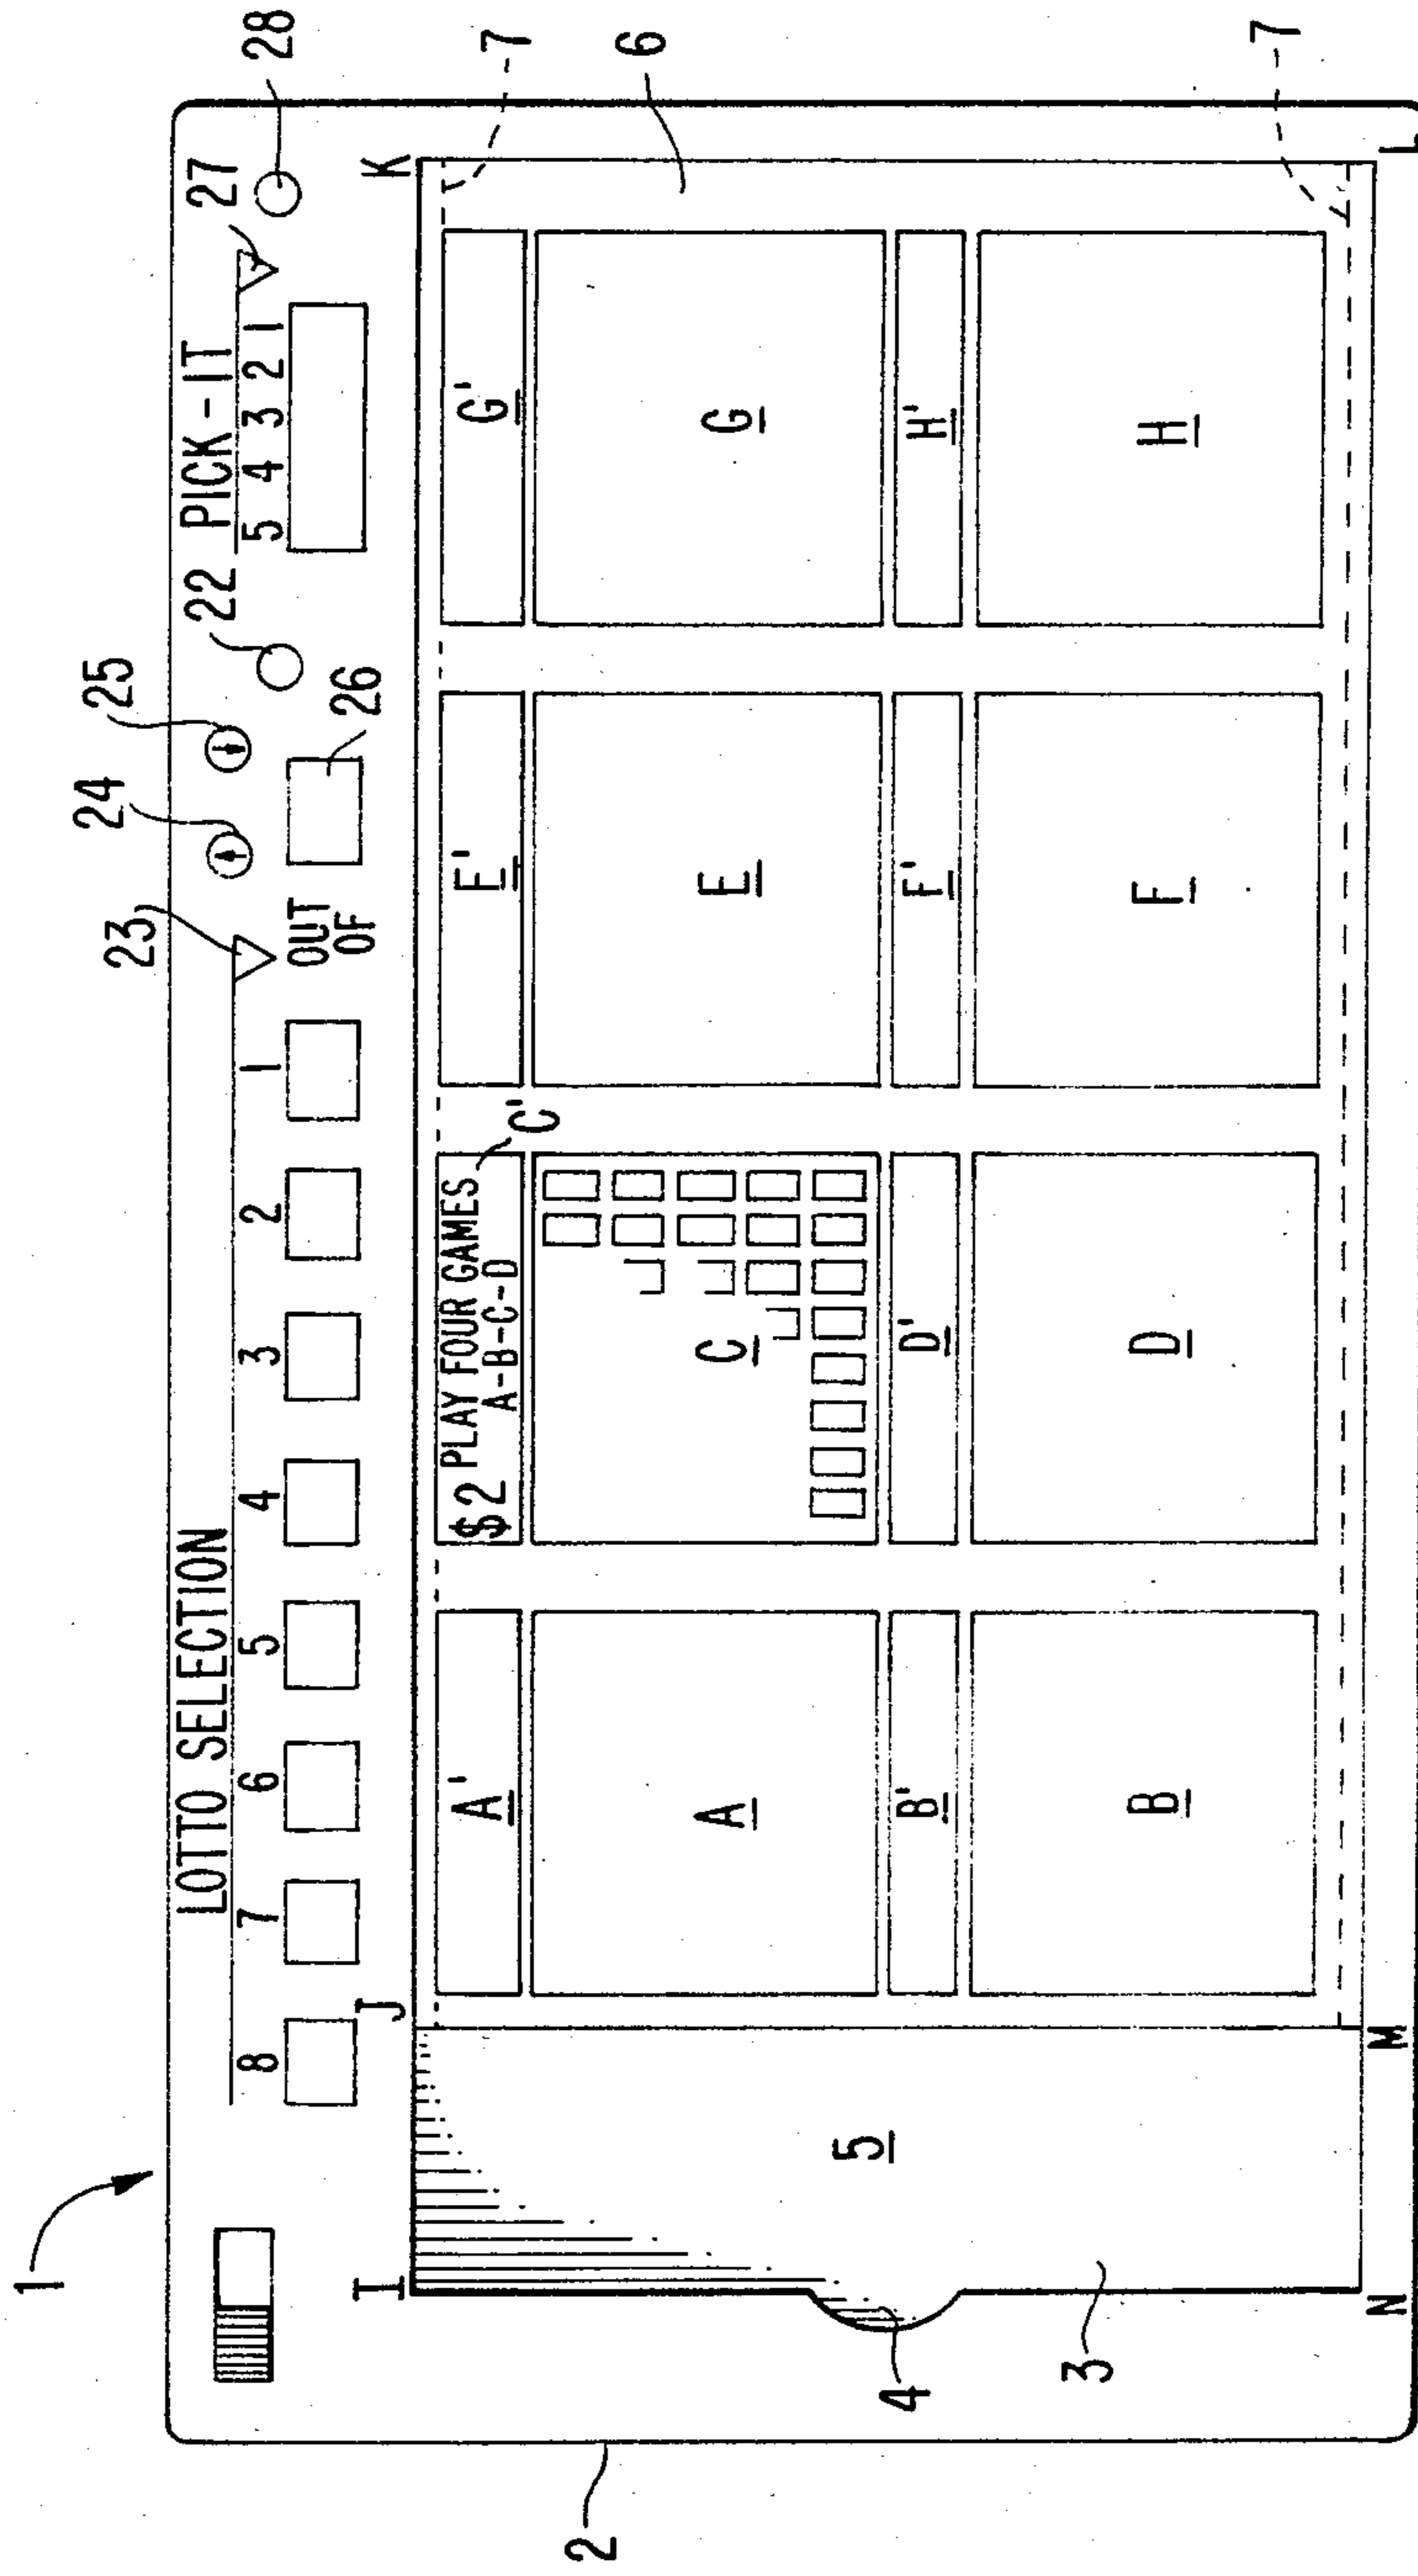 1
24
25
23
LOTTO SELECTION
22
PICK-IT
27
28
8 7 6 5 4 3 2 1
5 4 3 2 1
OUT
OF
26
I
J
K
7
A'
$2 PLAY FOUR GAMES
A-B-C-D
C'
F'
G'
6
A
C
E
G
5
4
B'
D'
F'
H'
2
3
B
D
F
H
7
N
M
L